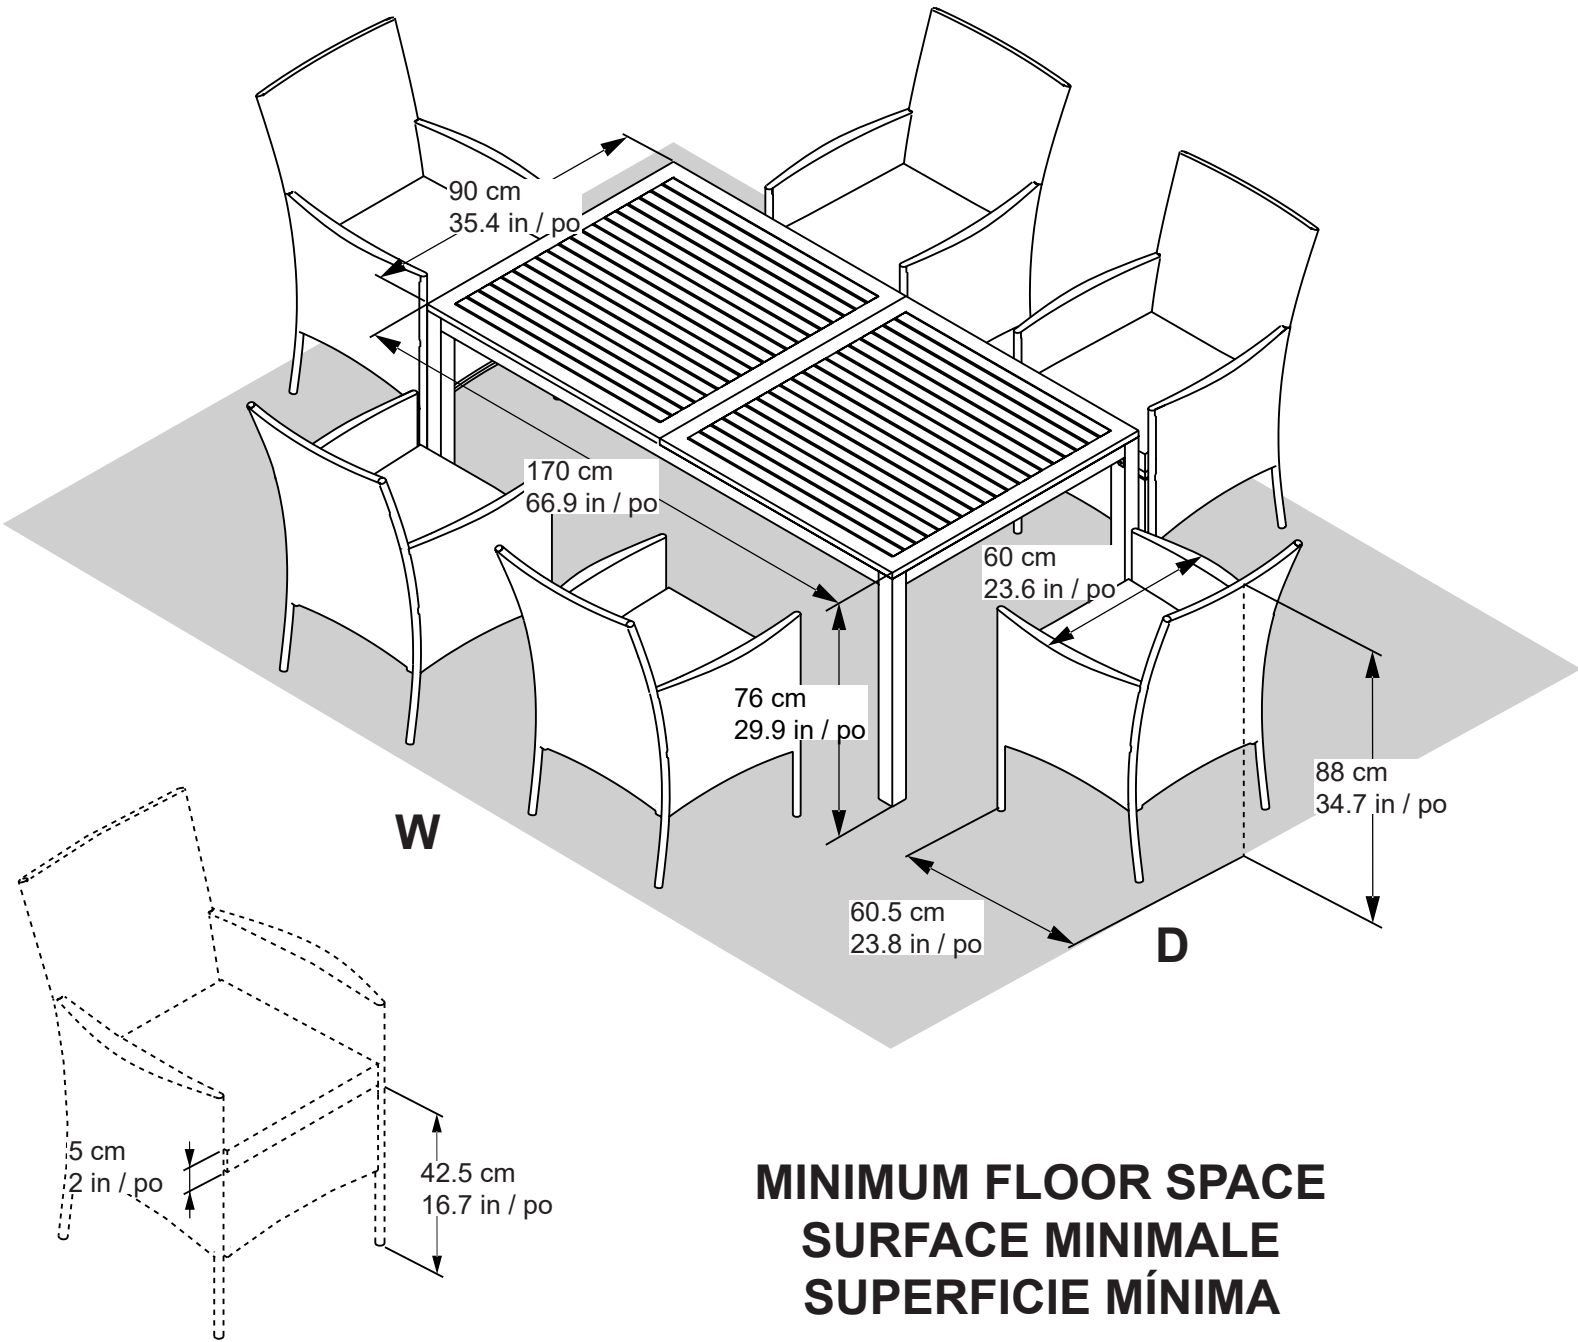 90 cm
35.4 in / po
170 cm
66.9 in / po
60 cm
23.6 in / po
76 cm
29.9 in / po
88 cm
34.7 in / po
W
60.5 cm
23.8 in / po
D
5 cm
2 in / po
42.5 cm
16.7 in / po
MINIMUM FLOOR SPACE
SURFACE MINIMALE
SUPERFICIE MÍNIMA